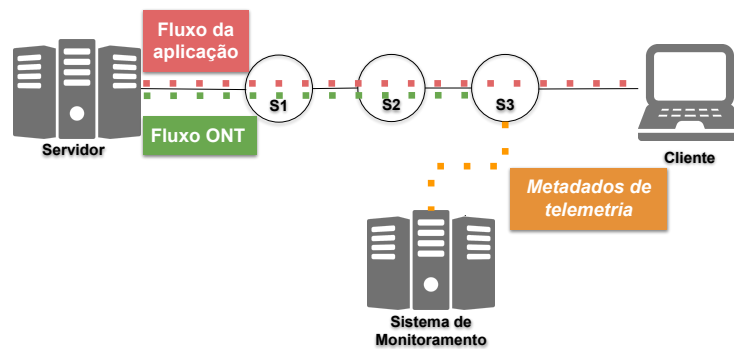 Fluxo da
aplicação
S1
S2
S3
Fluxo ONT
Servidor
Cliente
Metadados de
telemetria
Sistema de
Monitoramento